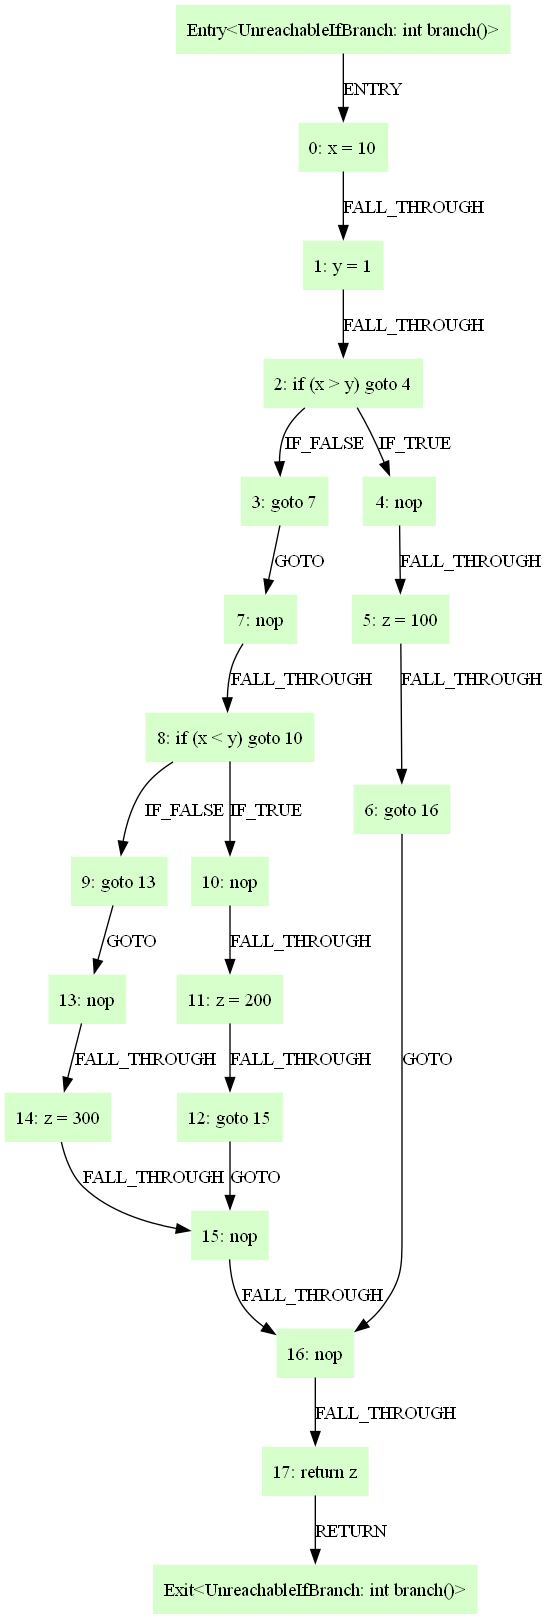 Entry<UnreachableIfBranch: int branch()>
ENTRY
0: x = 10
FALL_THROUGH
1: y = 1
FALL_THROUGH
2: if (x > y) goto 4
IF_FALSE
IF_TRUE
3: goto 7
4: nop
GOTO
FALL_THROUGH
7: nop
5: z = 100
FALL_THROUGH
FALL_THROUGH
8: if (x < y) goto 10
6: goto 16
IF_FALSE
IF_TRUE
9: goto 13
10: nop
GOTO
FALL_THROUGH
13: nop
11: z = 200
FALL_THROUGH
FALL_THROUGH
GOTO
14: z = 300
12: goto 15
FALL_THROUGH
GOTO
15: nop
FALL_THROUGH
16: nop
FALL_THROUGH
17: return z
RETURN
Exit<UnreachableIfBranch: int branch()>